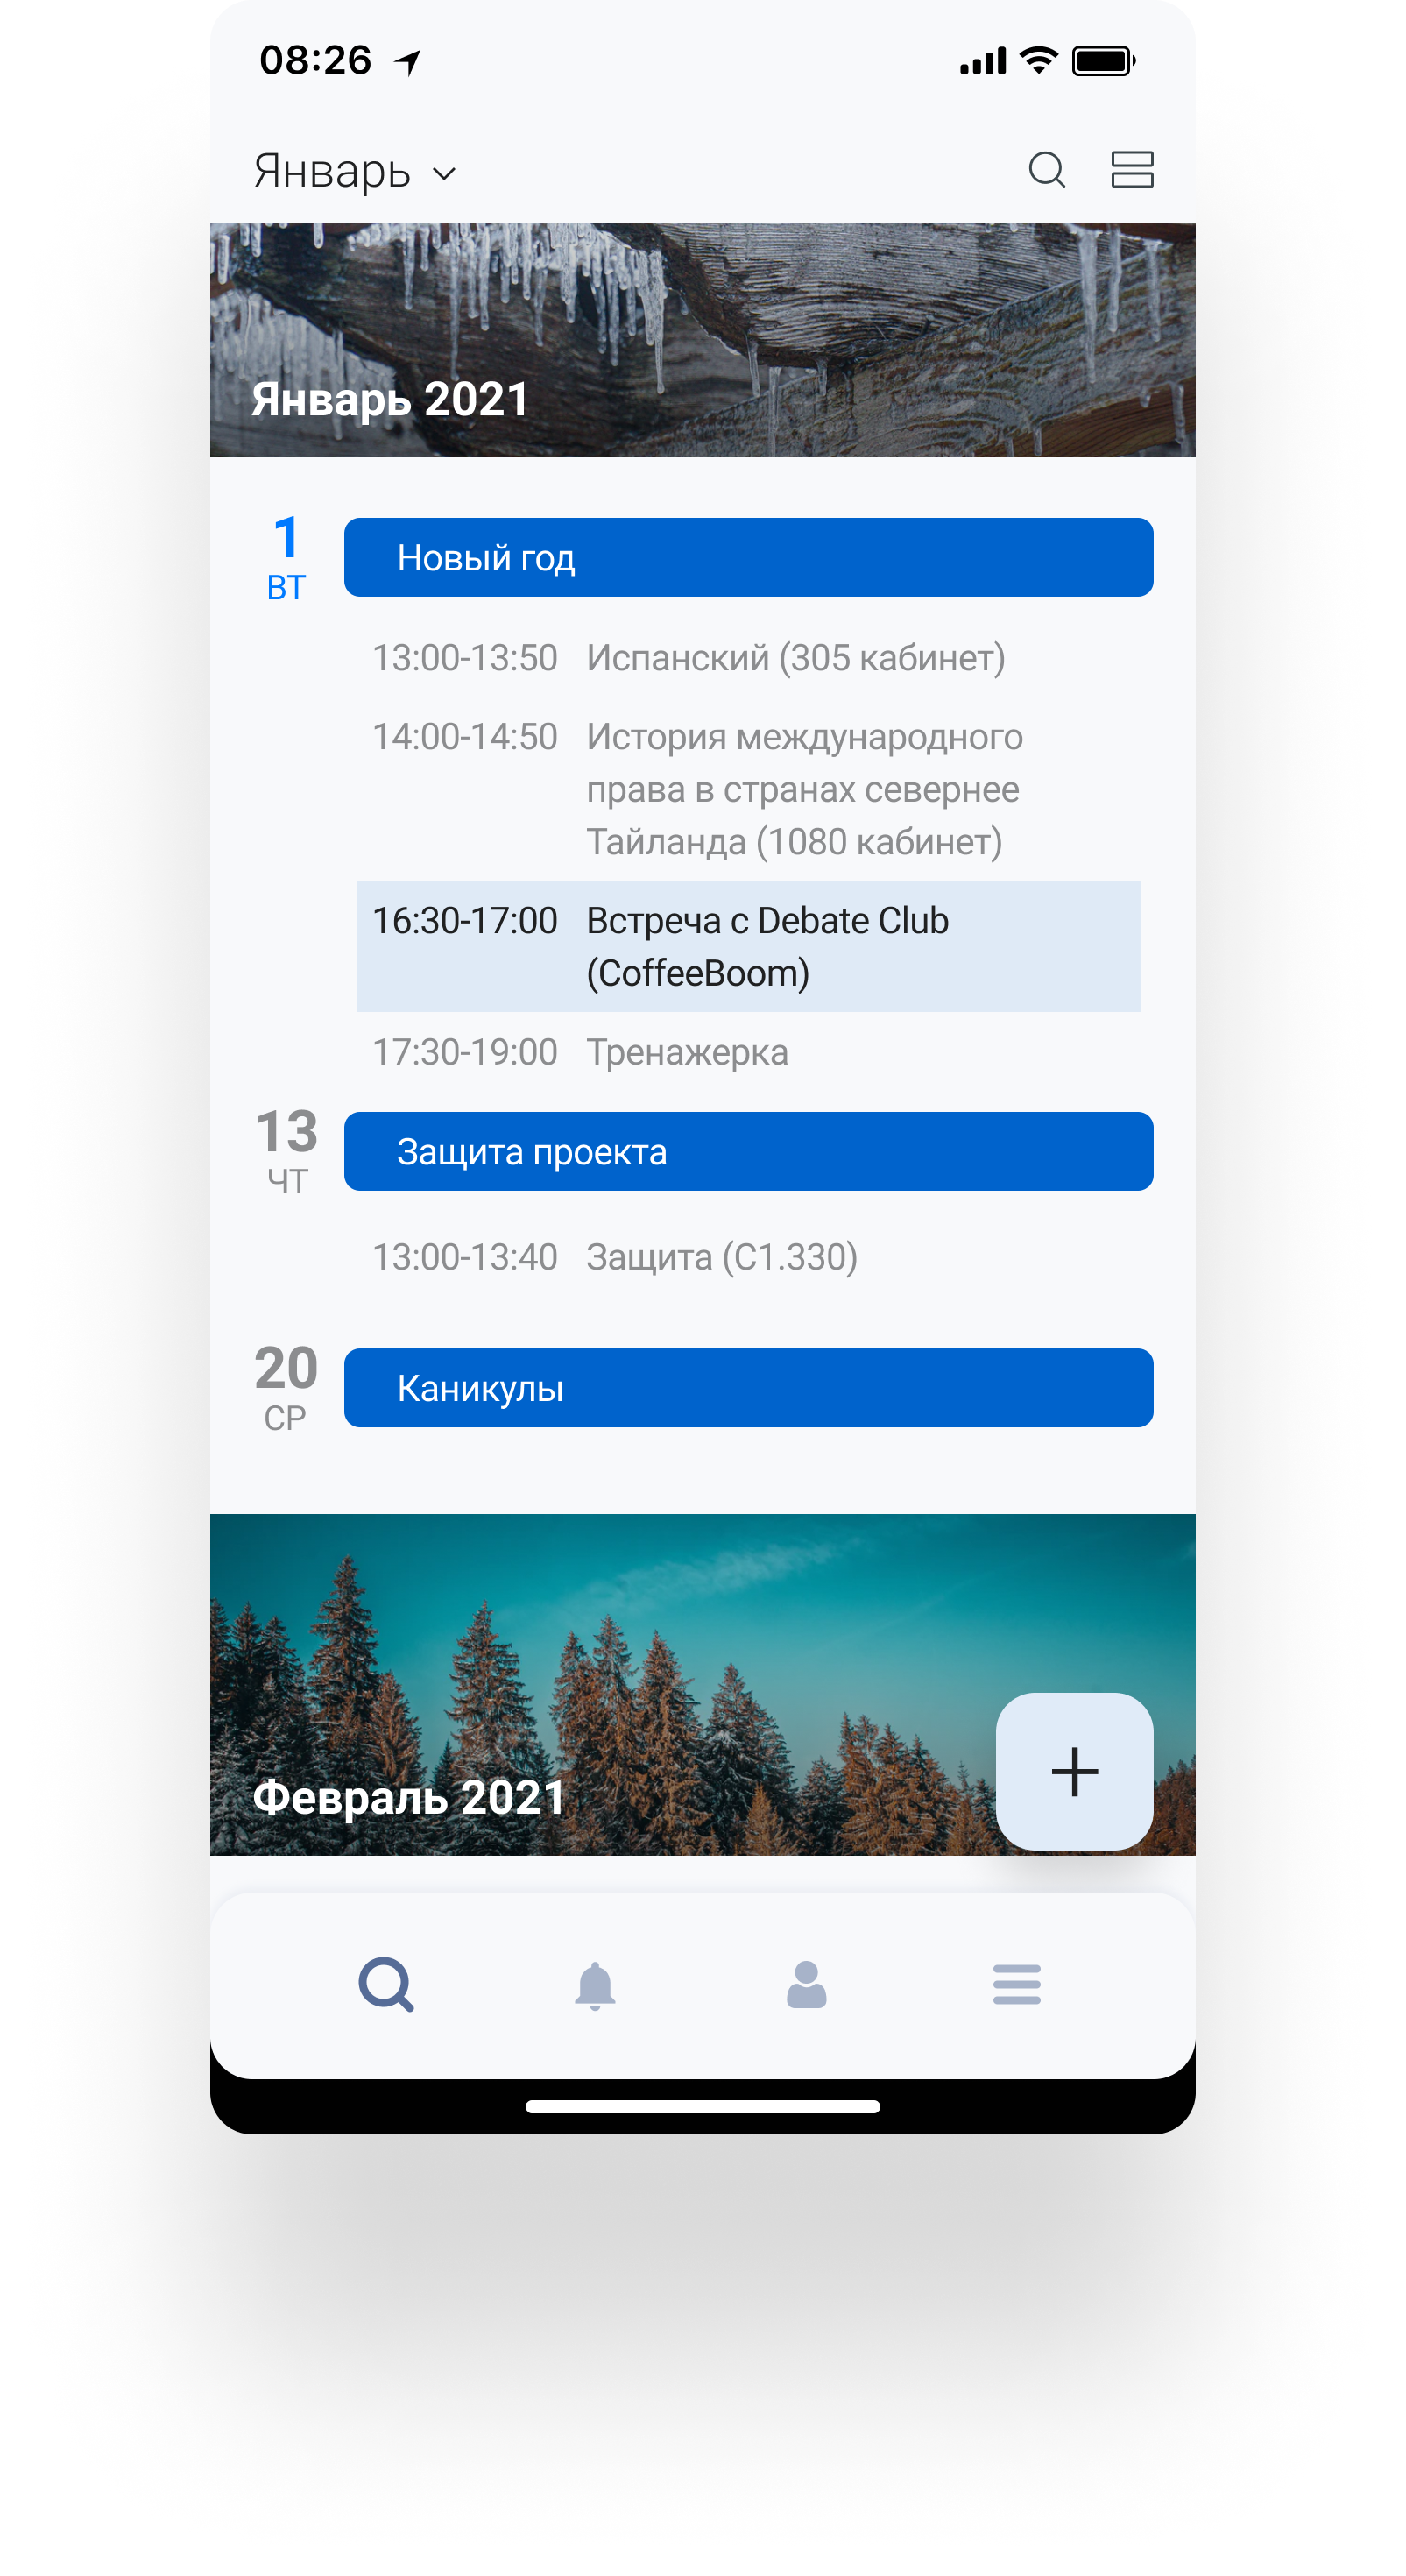 08:26
Январь
Январь 2021
1
ВТ
Новый год
13:00-13:50 Испанский (305 кабинет)
14:00-14:50 История международного
права в странах севернее
Тайланда (1080 кабинет)
16:30-17:00 Встреча с Debate Club
(CoffeeBoom)
17:30-19:00 Тренажерка
13
ЧТ
Защита проекта
13:00-13:40 Защита (С1.330)
20
СР
Каникулы
Февраль 2021